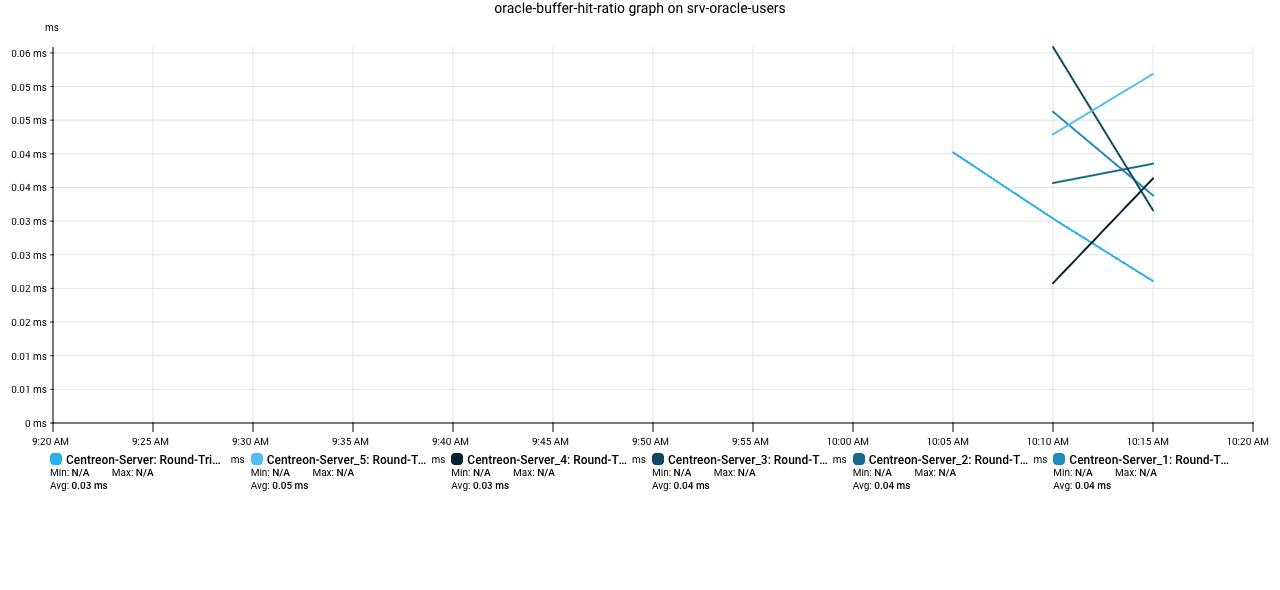 oracle-buffer-hit-ratio graph on srv-oracle-users
ms
0.06 ms
0.05 ms
0.05 ms
0.04 ms
0.04 ms
0.03 ms
0.03 ms
0.02 ms
0.02 ms
0.01 ms
0.01 ms
0 ms
9:20 AM 9:25 AM 9:30 AM 9:35 AM 9:40 AM 9:45 AM 9:50 AM 9:55 AM 10:00 AM 10:05 AM 10:10 AM 10:15 AM 10:20 AM
Centreon-Server: Round-Tri... ms Centreon-Server_5: Round-T... ms Centreon-Server_4: Round-T... ms Centreon-Server_3: Round-T... ms Centreon-Server_2: Round-T... ms Centreon-Server_1: Round-T...
Min: N/A Max: N/A Min: N/A Max: N/A Min: N/A Max: N/A Min: N/A Max: N/A Min: N/A Max: N/A Min: N/A Max: N/A
Avg: 0.03 ms Avg: 0.05 ms Avg: 0.03 ms Avg: 0.04 ms Avg: 0.04 ms Avg: 0.04 ms